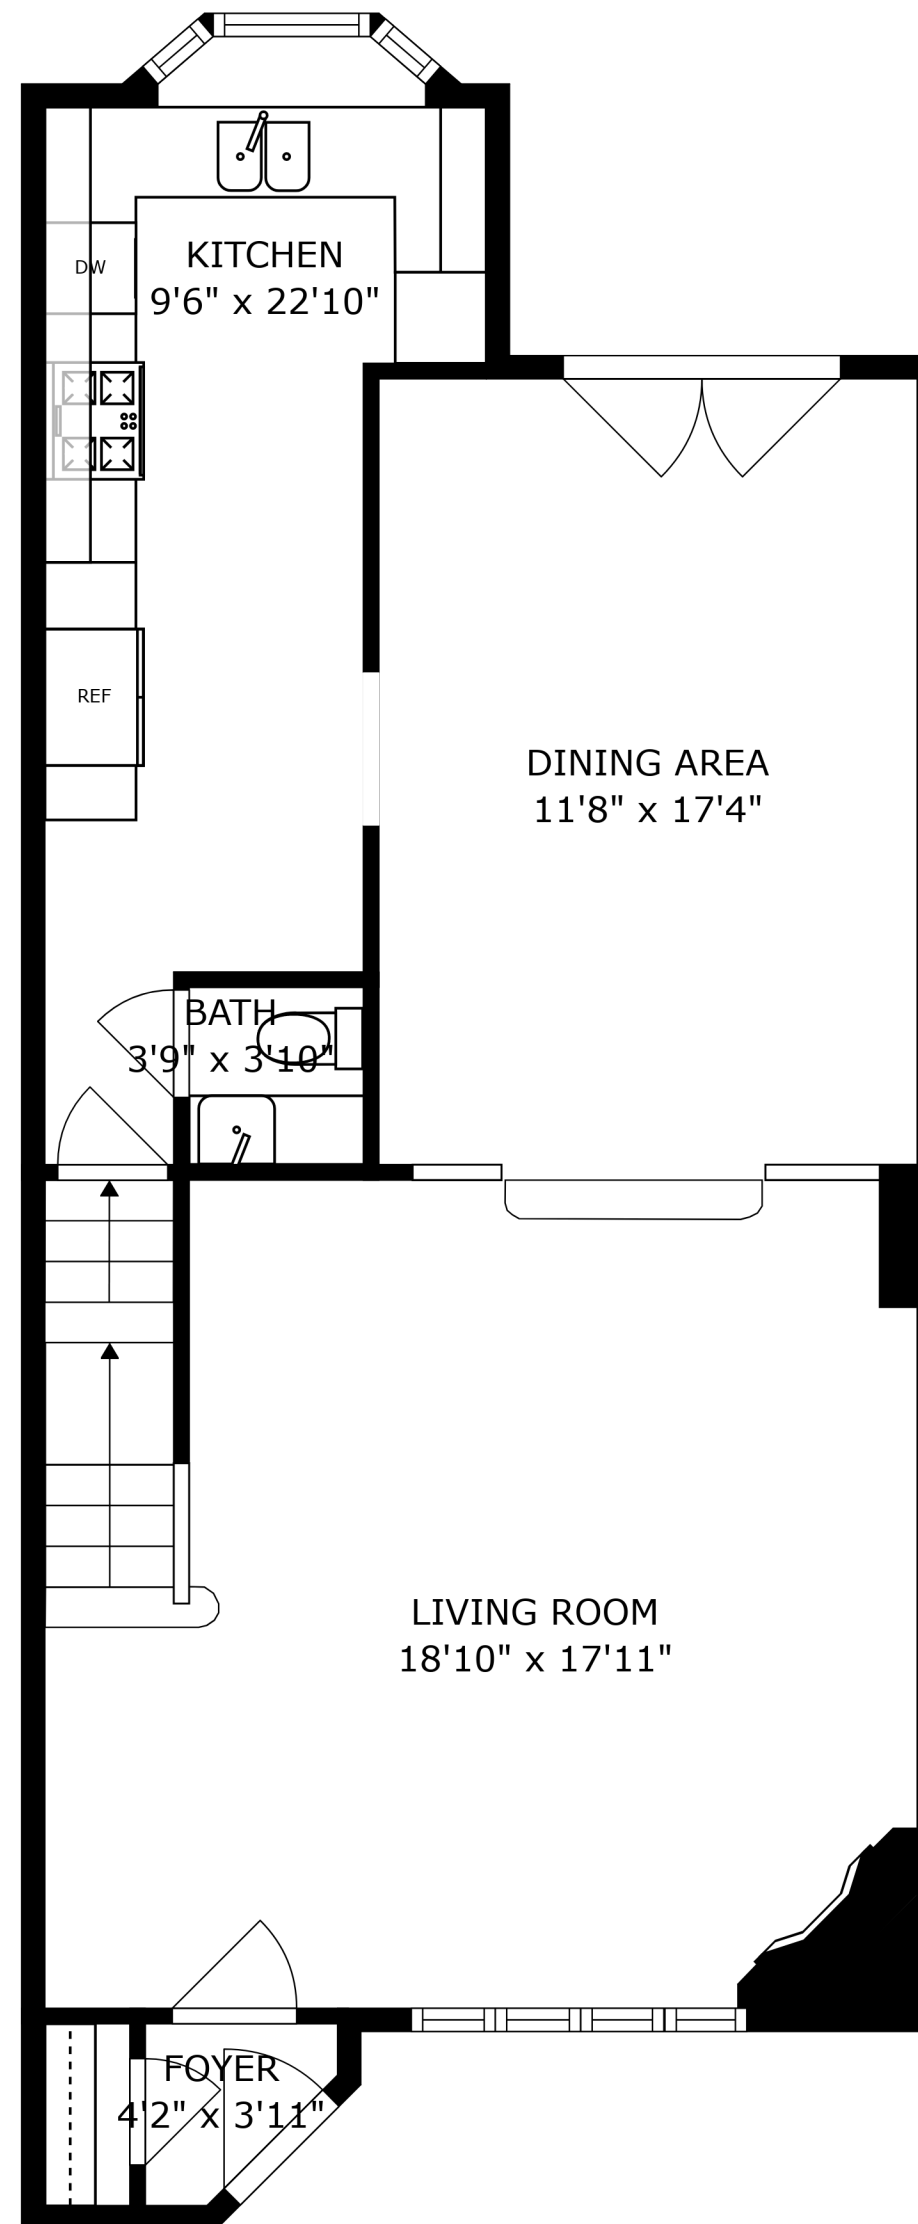 KITCHEN
9'6" x 22'10"
DW
REF
DINING AREA
11'8" x 17'4"
BATH
3'9" x 3'10"
LIVING ROOM
18'10" x 17'11"
FOYER
4'2" x 3'11"